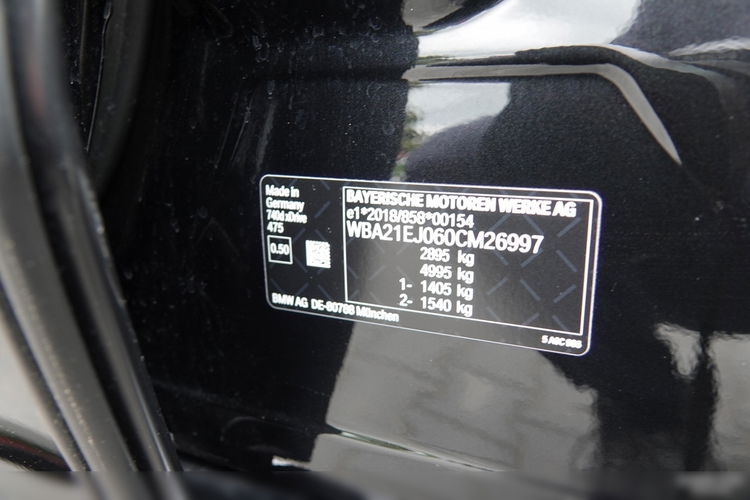 Made in
Germany
740d xDrive
475
0.50
BAYERISCHE MOTOREN WERKE AG
e1*2018/858*00154
WBA21EJ060CM26997
2895 kg
4995 kg
1- 1405 kg
2- 1540 kg
BMW AG DE-80788 München